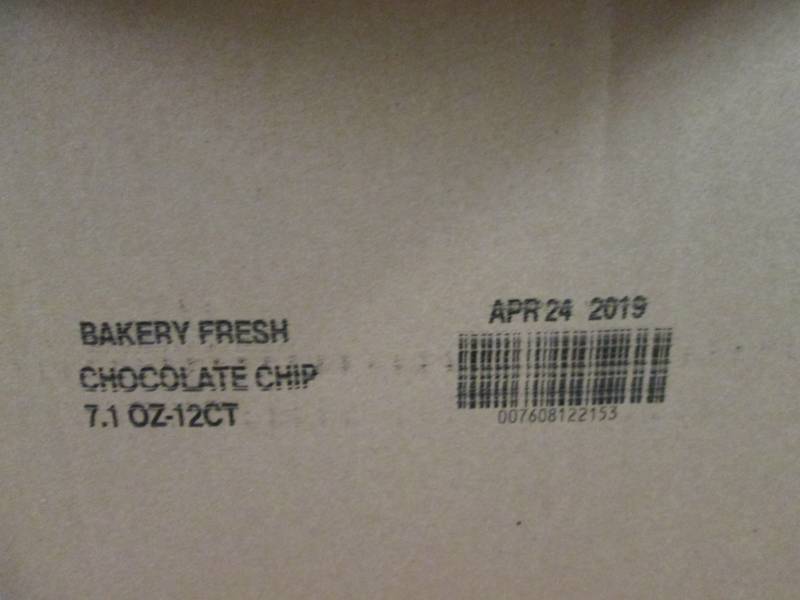 BAKERY FRESH
CHOCOLATE CHIP
7.1 OZ-12CT
APR 24 2019
007608122153